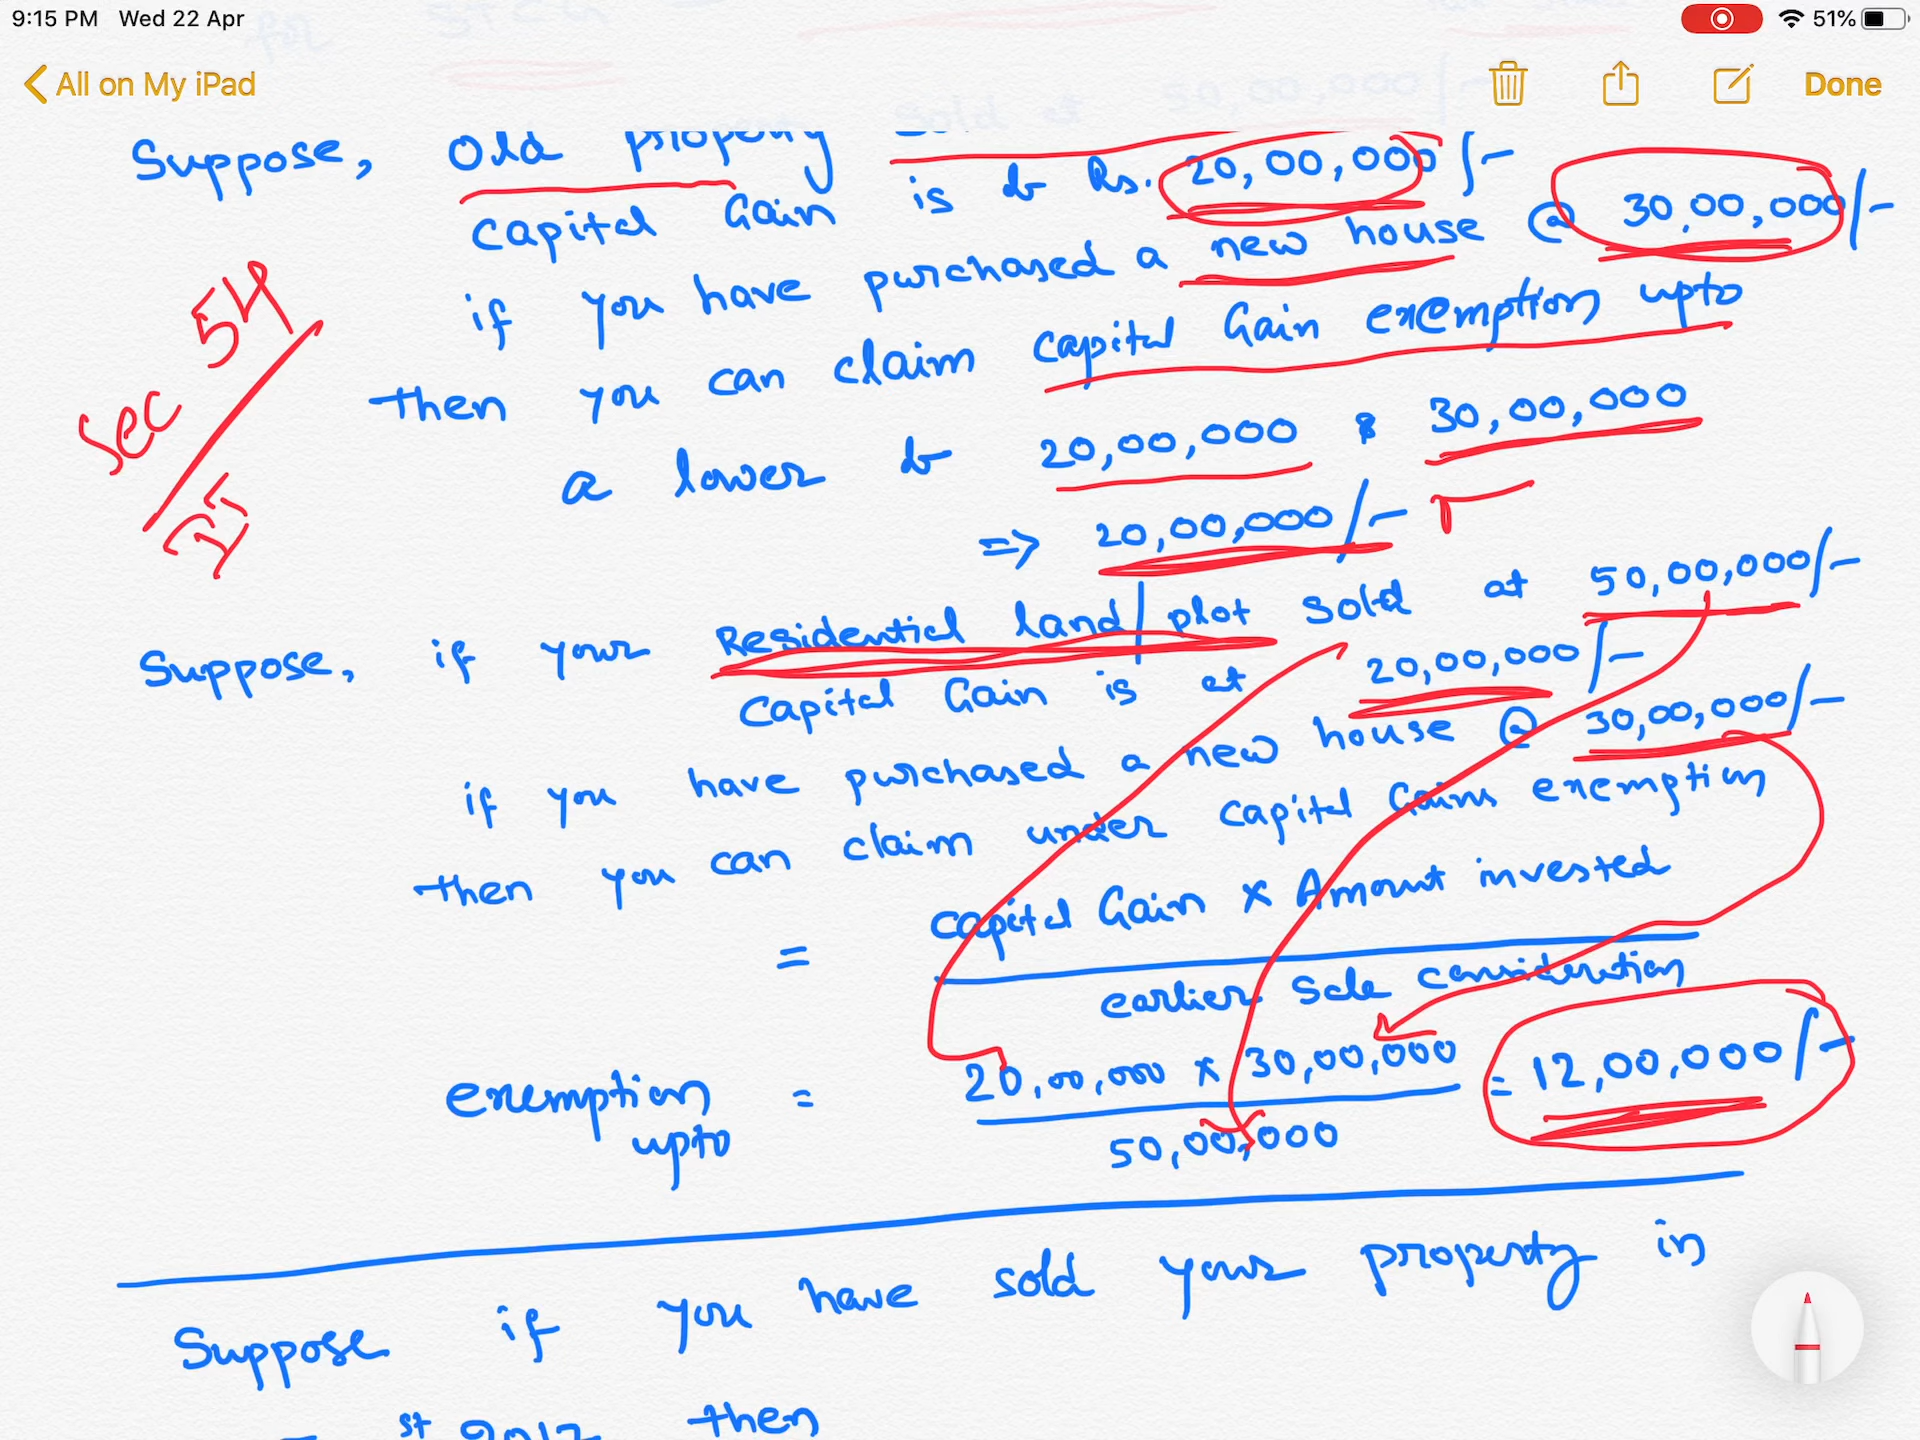 9:15 PM Wed 22 Apr
51%
All on My iPad
Done
Suppose, Old property
Capital Gain is Rs. 20,00,000/-
if you have purchased a new house @ 30,00,000/-
then you can claim Capital Gain exemption upto
a lower 20,00,000 & 30,00,000
=> 20,00,000/-
Sec 54
Suppose, if your Residential land/plot sold at 50,00,000/-
Capital Gain is at 20,00,000/-
if you have purchased a new house @ 30,00,000/-
then you can claim under Capital Gains exemption
= Capital Gain x Amount invested
earlier Sale consideration
exemption upto = 20,00,000 x 30,00,000 = 12,00,000/-
50,00,000
Suppose if you have sold your property in
st 2017 then